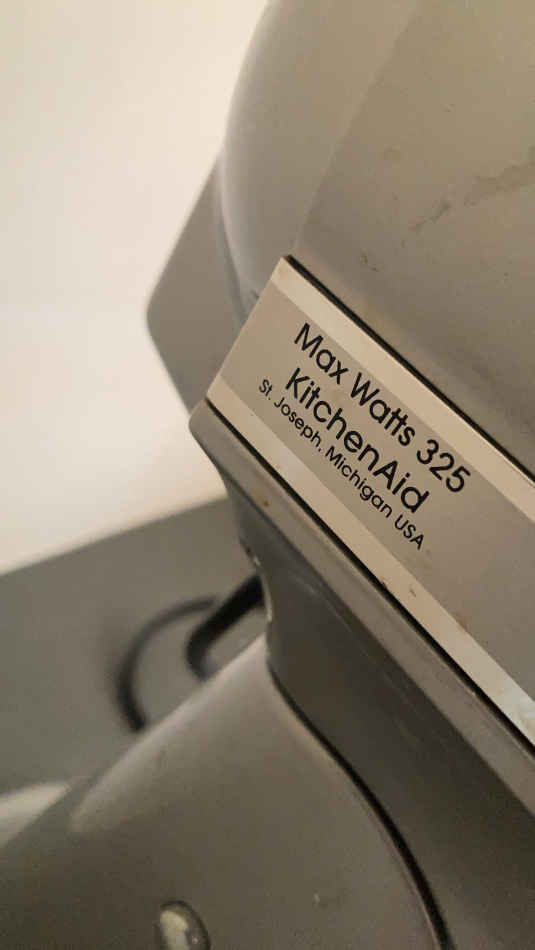 Max Watts 325
KitchenAid
St. Joseph, Michigan USA